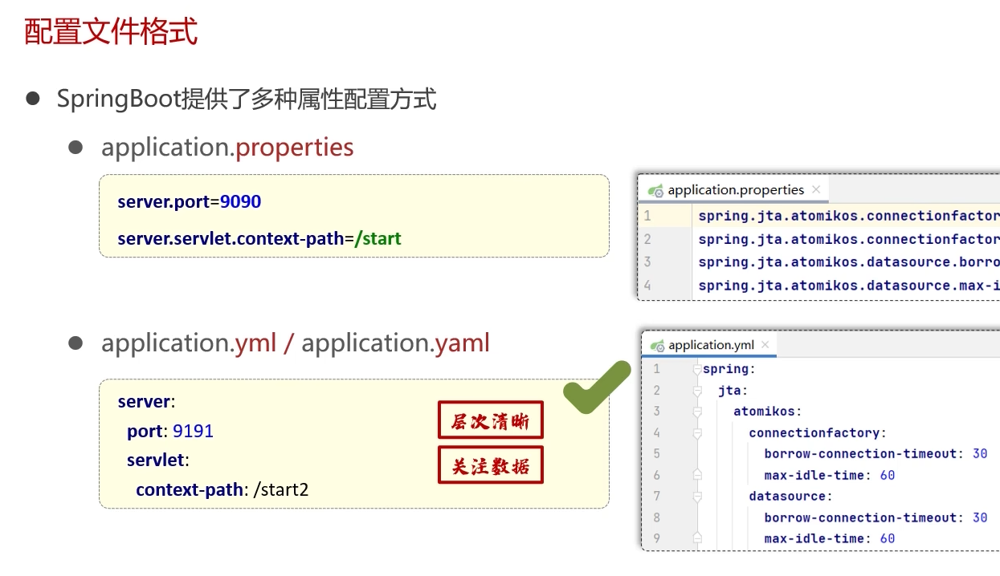 配置文件格式
SpringBoot提供了多种属性配置方式
application.properties
server.port=9090
server.servlet.context-path=/start
application.properties
1 spring.jta.atomikos.connectionfactor
2 spring.jta.atomikos.connectionfactor
3 spring.jta.atomikos.datasource.borro
4 spring.jta.atomikos.datasource.max-i
application.yml / application.yaml
server:
port: 9191
servlet:
context-path: /start2
层次清晰
关注数据
application.yml
1 spring:
2 jta:
3 atomikos:
4 connectionfactory:
5 borrow-connection-timeout: 30
6 max-idle-time: 60
7 datasource:
8 borrow-connection-timeout: 30
9 max-idle-time: 60